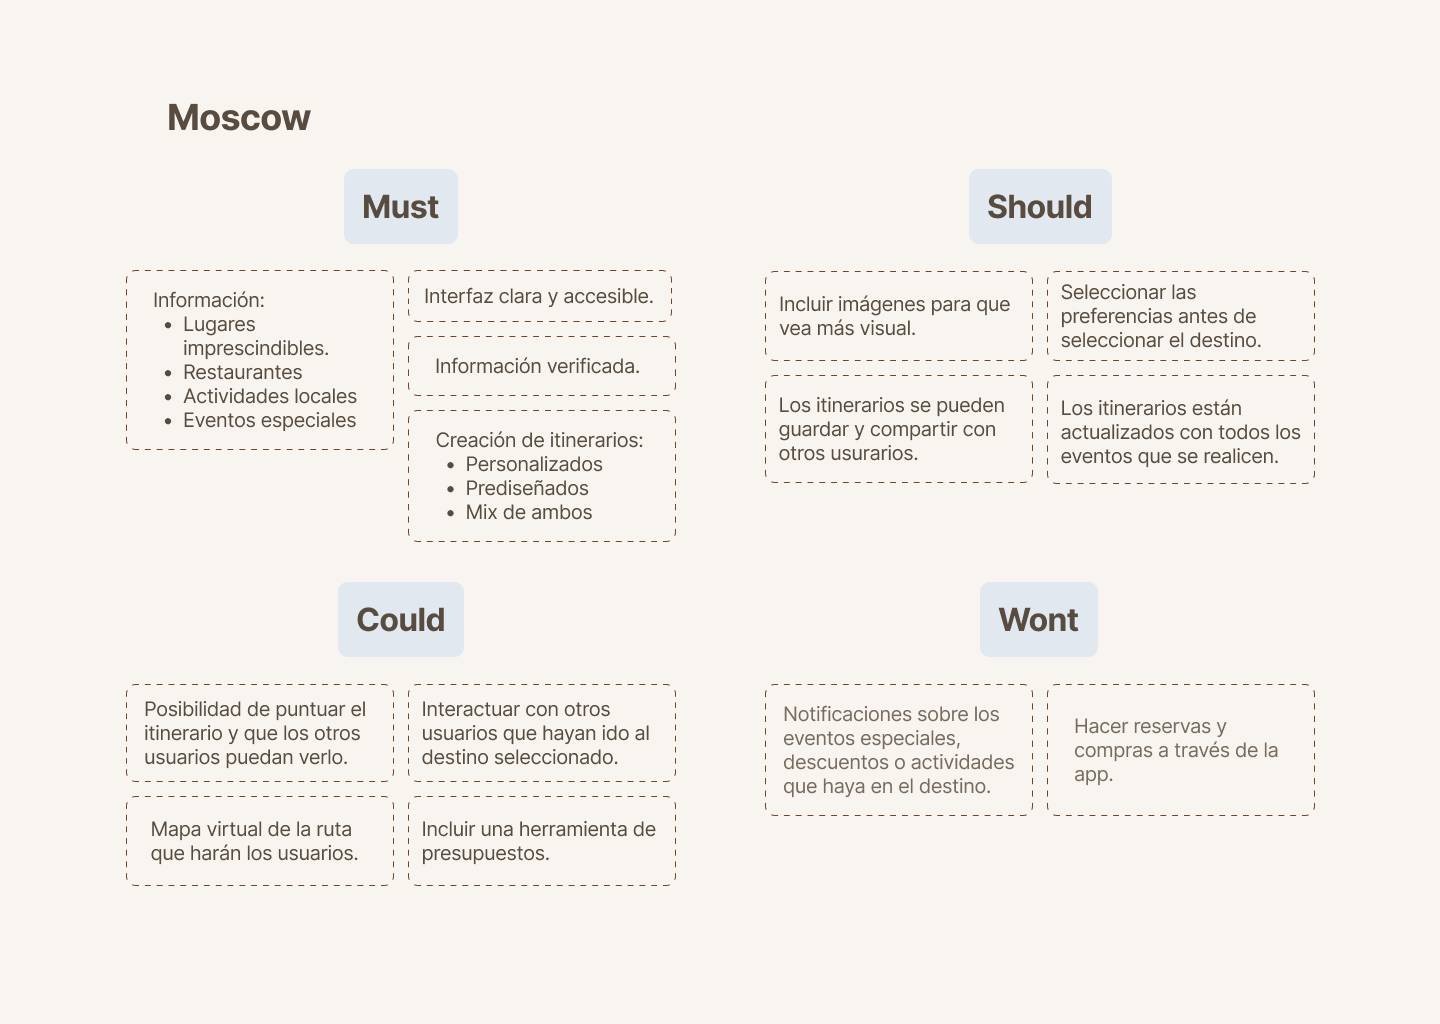 Moscow
Must
Información:
• Lugares
imprescindibles.
• Restaurantes
• Actividades locales
• Eventos especiales
Interfaz clara y accesible.
Información verificada.
Creación de itinerarios:
• Personalizados
• Prediseñados
• Mix de ambos
Should
Incluir imágenes para que
vea más visual.
Seleccionar las
preferencias antes de
seleccionar el destino.
Los itinerarios se pueden
guardar y compartir con
otros usurarios.
Los itinerarios están
actualizados con todos los
eventos que se realicen.
Could
Posibilidad de puntuar el
itinerario y que los otros
usuarios puedan verlo.
Interactuar con otros
usuarios que hayan ido al
destino seleccionado.
Mapa virtual de la ruta
que harán los usuarios.
Incluir una herramienta de
presupuestos.
Wont
Notificaciones sobre los
eventos especiales,
descuentos o actividades
que haya en el destino.
Hacer reservas y
compras a través de la
app.